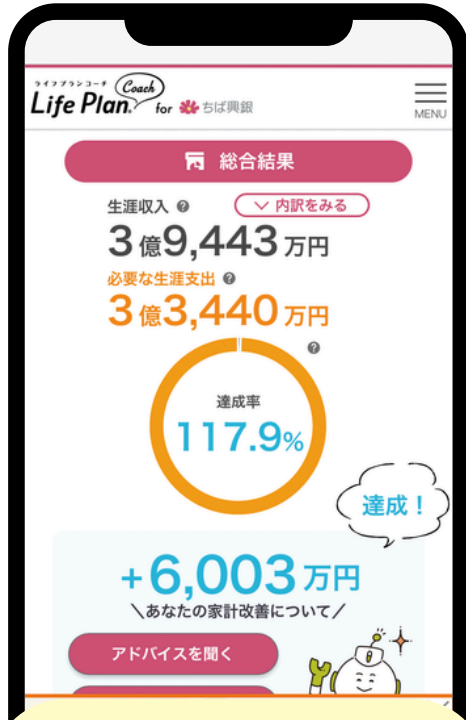 ライフプランコーチ
Coach
Life Plan. for ちば興銀
MENU
総合結果
生涯収入 ? 内訳をみる
3億9,443万円
必要な生涯支出 ?
3億3,440万円
?
達成率
117.9%
達成！
+6,003万円
＼あなたの家計改善について／
アドバイスを聞く